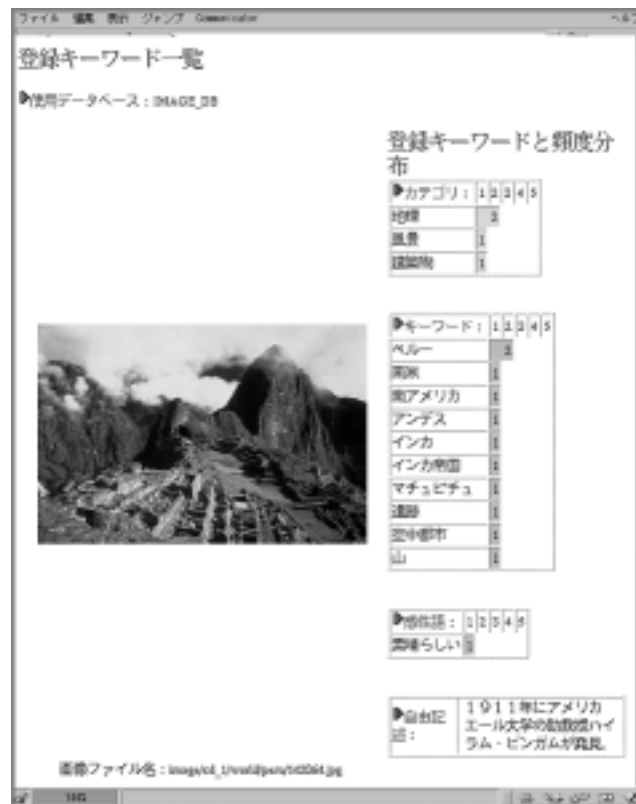 ファイル 編集 表示 ジャンプ Communicator ヘルプ
登録キーワード一覧
使用データベース：IMAGE_DB
登録キーワードと頻度分
布
カテゴリ： 1 2 3 4 5
地理 2
風景 1
建築物 1
キーワード： 1 2 3 4 5
ペルー 2
南米 1
南アメリカ 1
アンデス 1
インカ 1
インカ帝国 1
マチュピチュ 1
遺跡 1
空中都市 1
山 1
感性語： 1 2 3 4 5
素晴らしい 1
自由記
述：
１９１１年にアメリカ
エール大学の助教授ハイ
ラム・ビンガムが発見。
画像ファイル名：